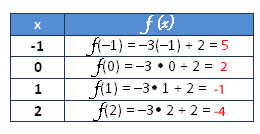 x f(x)
-1 f(−1) = −3(−1) + 2 = 5
0 f(0) = −3 • 0 + 2 = 2
1 f(1) = −3• 1 + 2 = -1
2 f(2) = −3• 2 + 2 = -4